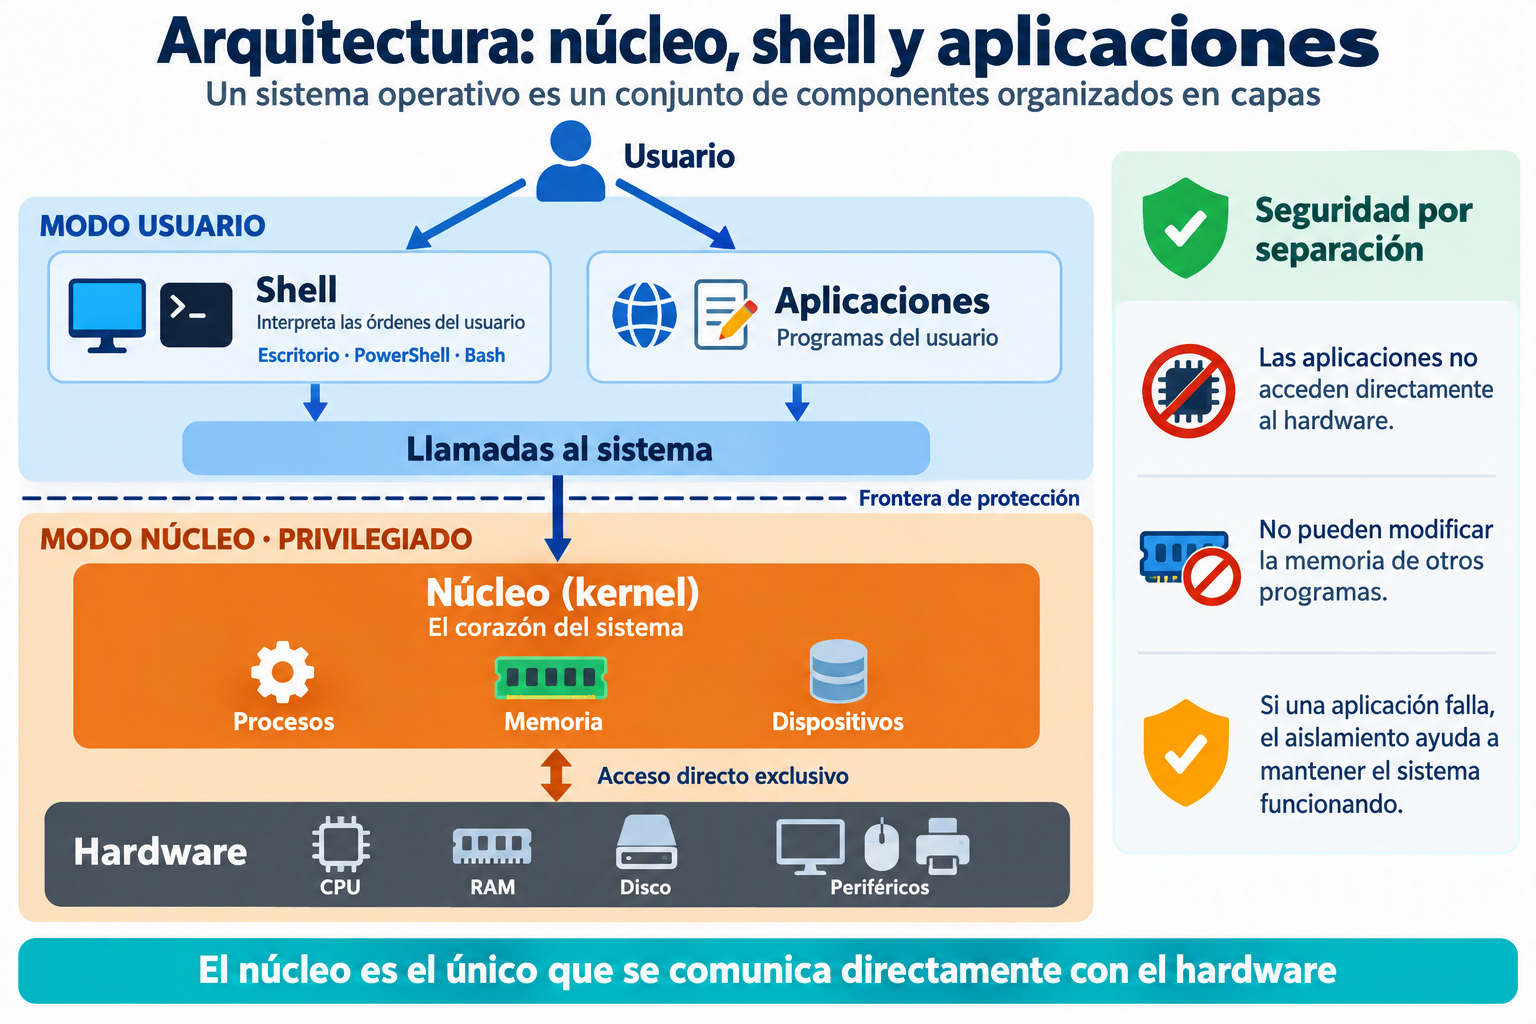 Arquitectura: núcleo, shell y aplicaciones
Un sistema operativo es un conjunto de componentes organizados en capas
Usuario
MODO USUARIO
Shell
Interpreta las órdenes del usuario
Escritorio · PowerShell · Bash
Aplicaciones
Programas del usuario
Llamadas al sistema
Frontera de protección
MODO NÚCLEO · PRIVILEGIADO
Núcleo (kernel)
El corazón del sistema
Procesos
Memoria
Dispositivos
Acceso directo exclusivo
Hardware
CPU
RAM
Disco
Periféricos
Seguridad por
separación
Las aplicaciones no
acceden directamente
al hardware.
No pueden modificar
la memoria de otros
programas.
Si una aplicación falla,
el aislamiento ayuda a
mantener el sistema
funcionando.
El núcleo es el único que se comunica directamente con el hardware